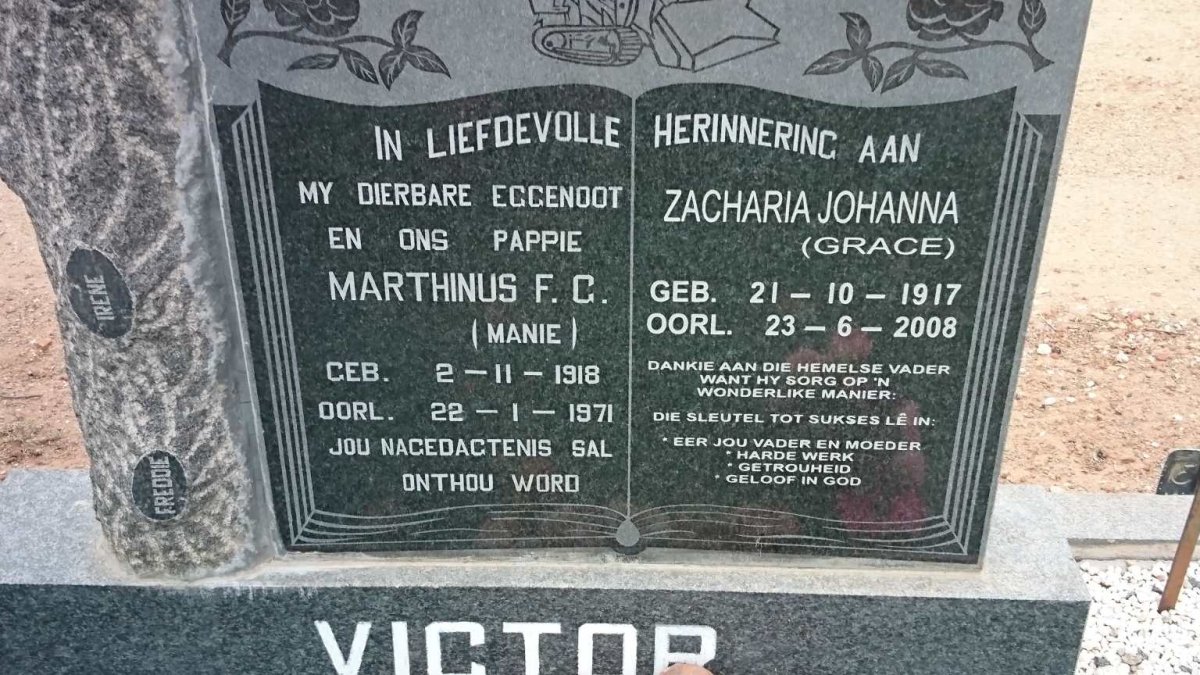 IN LIEFDEVOLLE HERINNERING AAN
MY DIERBARE EGGENOOT
EN ONS PAPPIE
MARTHINUS F. C.
(MANIE)
GEB. 2 – 11 – 1918
OORL. 22 – 1 – 1971
JOU NAGEDAGTENIS SAL
ONTHOU WORD
ZACHARIA JOHANNA
(GRACE)
GEB. 21 – 10 – 1917
OORL. 23 – 6 – 2008
DANKIE AAN DIE HEMELSE VADER
WANT HY SORG OP 'N
WONDERLIKE MANIER:
DIE SLEUTEL TOT SUKSES LÊ IN:
* EER JOU VADER EN MOEDER
* HARDE WERK
* GETROUHEID
* GELOOF IN GOD
IRENE
FREDDIE
VICTOR